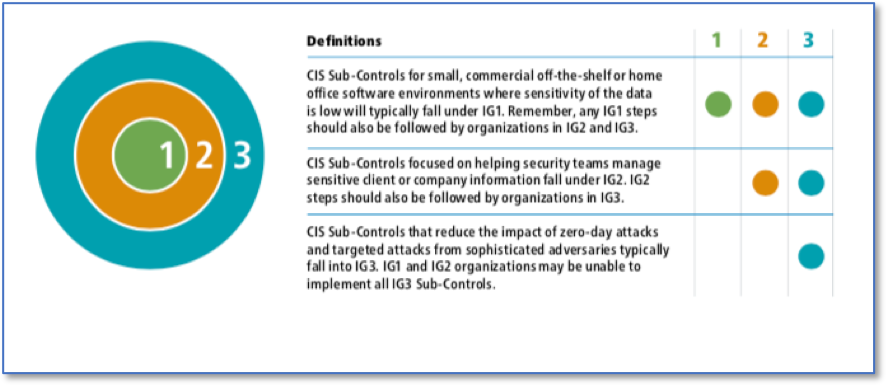 1 2 3
Definitions 1 2 3
CIS Sub-Controls for small, commercial off-the-shelf or home
office software environments where sensitivity of the data
is low will typically fall under IG1. Remember, any IG1 steps
should also be followed by organizations in IG2 and IG3.
CIS Sub-Controls focused on helping security teams manage
sensitive client or company information fall under IG2. IG2
steps should also be followed by organizations in IG3.
CIS Sub-Controls that reduce the impact of zero-day attacks
and targeted attacks from sophisticated adversaries typically
fall into IG3. IG1 and IG2 organizations may be unable to
implement all IG3 Sub-Controls.